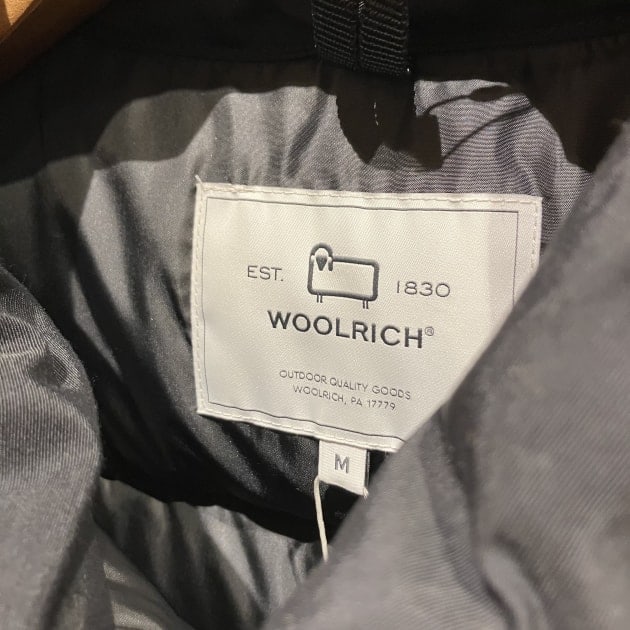 EST. 1830
WOOLRICH®
OUTDOOR QUALITY GOODS
WOOLRICH, PA 17779
M